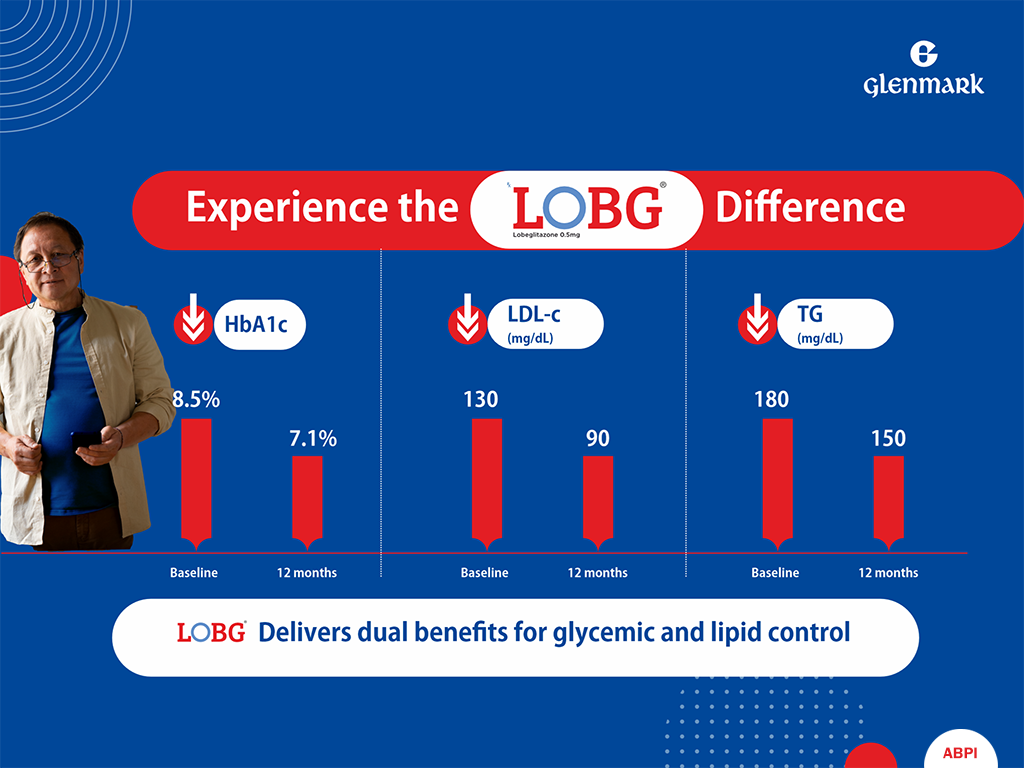 GLENMARK
Experience the LOBG® Difference
Lobeglitazone 0.5mg
HbA1c
LDL-c
(mg/dL)
TG
(mg/dL)
8.5%
7.1%
130
90
180
150
Baseline
12 months
Baseline
12 months
Baseline
12 months
LOBG® Delivers dual benefits for glycemic and lipid control
ABPI